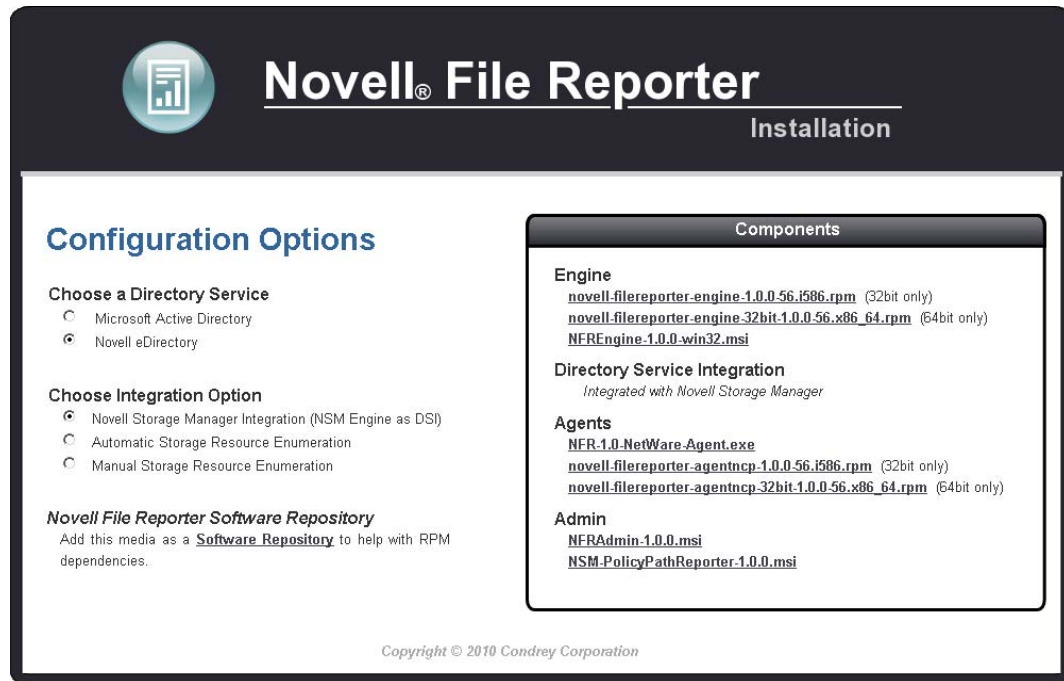 Novell® File Reporter
Installation
Configuration Options
Choose a Directory Service
Microsoft Active Directory
Novell eDirectory
Choose Integration Option
Novell Storage Manager Integration (NSM Engine as DSI)
Automatic Storage Resource Enumeration
Manual Storage Resource Enumeration
Novell File Reporter Software Repository
Add this media as a Software Repository to help with RPM
dependencies.
Components
Engine
novell-filereporter-engine-1.0.0-56.i586.rpm (32bit only)
novell-filereporter-engine-32bit-1.0.0-56.x86_64.rpm (64bit only)
NFREngine-1.0.0-win32.msi
Directory Service Integration
Integrated with Novell Storage Manager
Agents
NFR-1.0-NetWare-Agent.exe
novell-filereporter-agentncp-1.0.0-56.i586.rpm (32bit only)
novell-filereporter-agentncp-32bit-1.0.0-56.x86_64.rpm (64bit only)
Admin
NFRAdmin-1.0.0.msi
NSM-PolicyPathReporter-1.0.0.msi
Copyright © 2010 Condrey Corporation